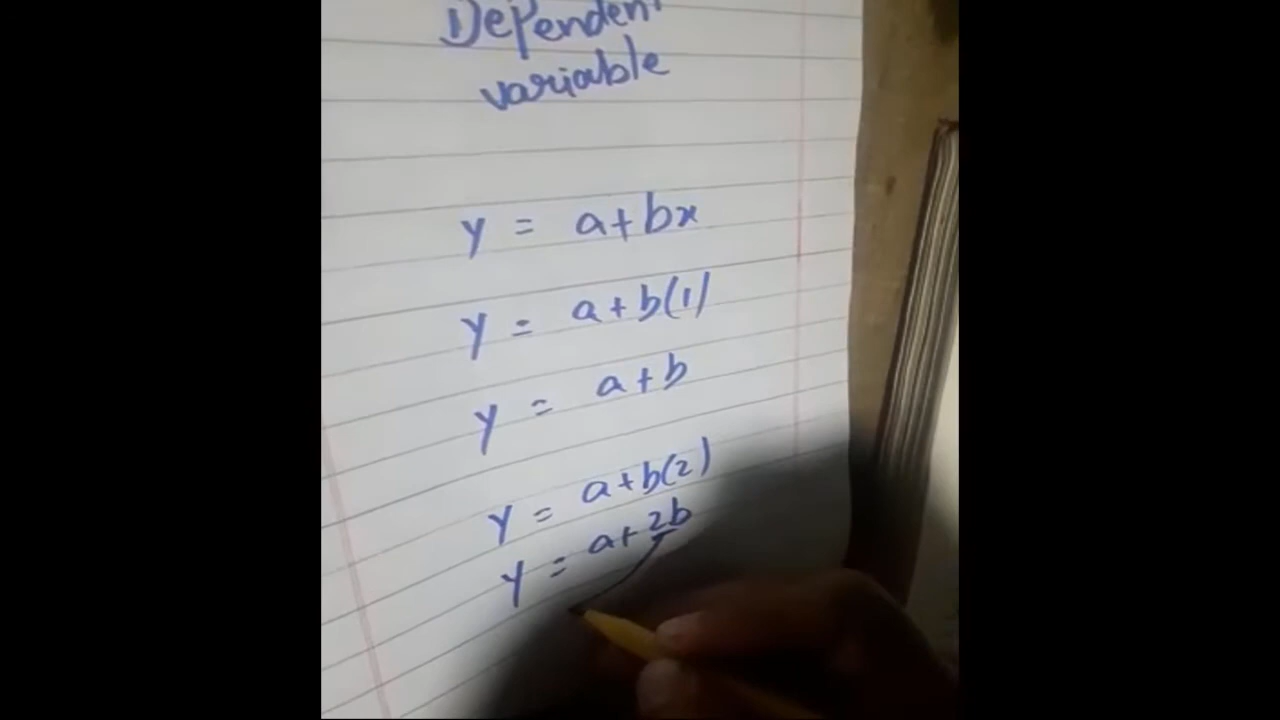 Dependent
variable
y = a+bx
y = a+b(1)
y = a+b
y = a+b(2)
y = a+2b